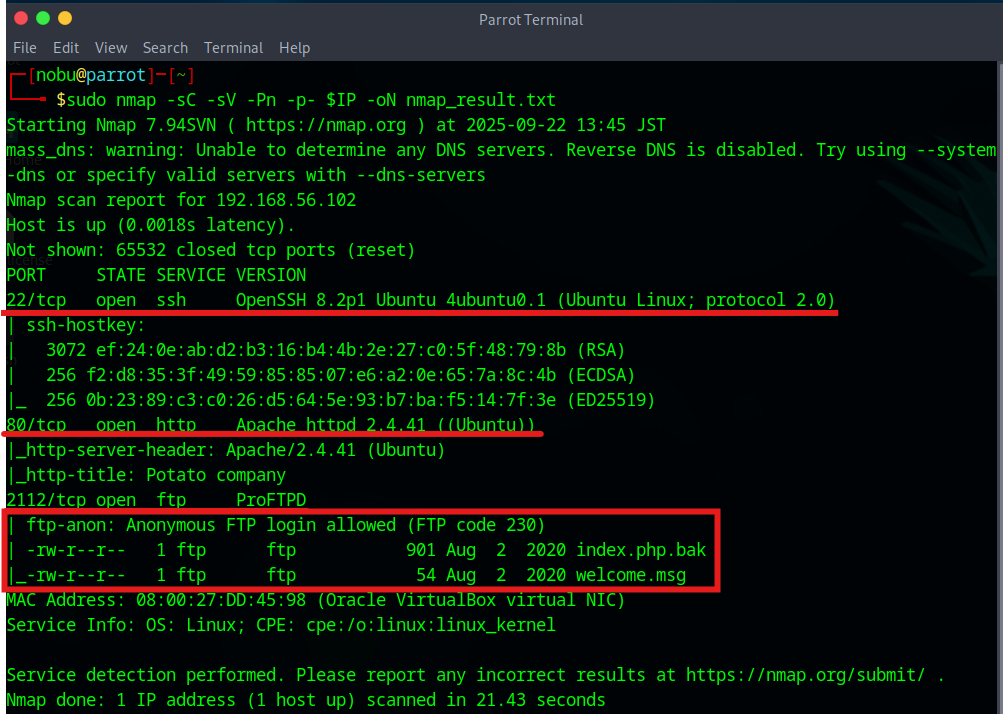 Parrot Terminal
File Edit View Search Terminal Help
[nobu@parrot]-[~]
$sudo nmap -sC -sV -Pn -p- $IP -oN nmap_result.txt
Starting Nmap 7.94SVN ( https://nmap.org ) at 2025-09-22 13:45 JST
mass_dns: warning: Unable to determine any DNS servers. Reverse DNS is disabled. Try using --system
-dns or specify valid servers with --dns-servers
Nmap scan report for 192.168.56.102
Host is up (0.0018s latency).
Not shown: 65532 closed tcp ports (reset)
PORT     STATE SERVICE VERSION
22/tcp   open  ssh     OpenSSH 8.2p1 Ubuntu 4ubuntu0.1 (Ubuntu Linux; protocol 2.0)
| ssh-hostkey:
|   3072 ef:24:0e:ab:d2:b3:16:b4:4b:2e:27:c0:5f:48:79:8b (RSA)
|   256 f2:d8:35:3f:49:59:85:85:07:e6:a2:0e:65:7a:8c:4b (ECDSA)
|_  256 0b:23:89:c3:c0:26:d5:64:5e:93:b7:ba:f5:14:7f:3e (ED25519)
80/tcp   open  http    Apache httpd 2.4.41 ((Ubuntu))
|_http-server-header: Apache/2.4.41 (Ubuntu)
|_http-title: Potato company
2112/tcp open  ftp     ProFTPD
| ftp-anon: Anonymous FTP login allowed (FTP code 230)
| -rw-r--r--   1 ftp      ftp           901 Aug  2  2020 index.php.bak
|_-rw-r--r--   1 ftp      ftp            54 Aug  2  2020 welcome.msg
MAC Address: 08:00:27:DD:45:98 (Oracle VirtualBox virtual NIC)
Service Info: OS: Linux; CPE: cpe:/o:linux:linux_kernel
Service detection performed. Please report any incorrect results at https://nmap.org/submit/ .
Nmap done: 1 IP address (1 host up) scanned in 21.43 seconds